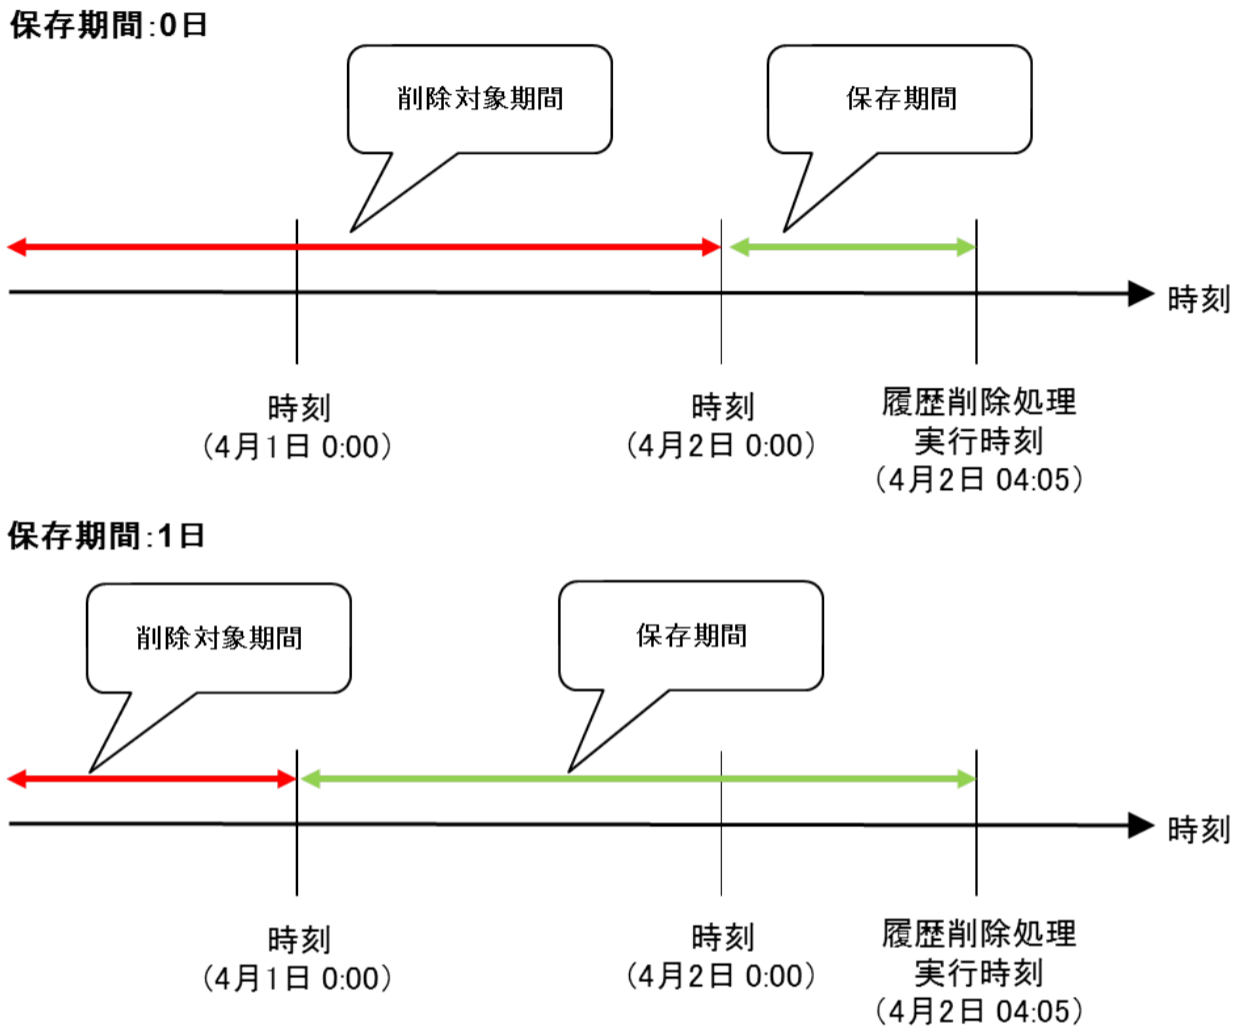 保存期間:0日
削除対象期間
保存期間
時刻
時刻
(4月1日 0:00)
時刻
(4月2日 0:00)
履歴削除処理
実行時刻
(4月2日 04:05)
保存期間:1日
削除対象期間
保存期間
時刻
時刻
(4月1日 0:00)
時刻
(4月2日 0:00)
履歴削除処理
実行時刻
(4月2日 04:05)